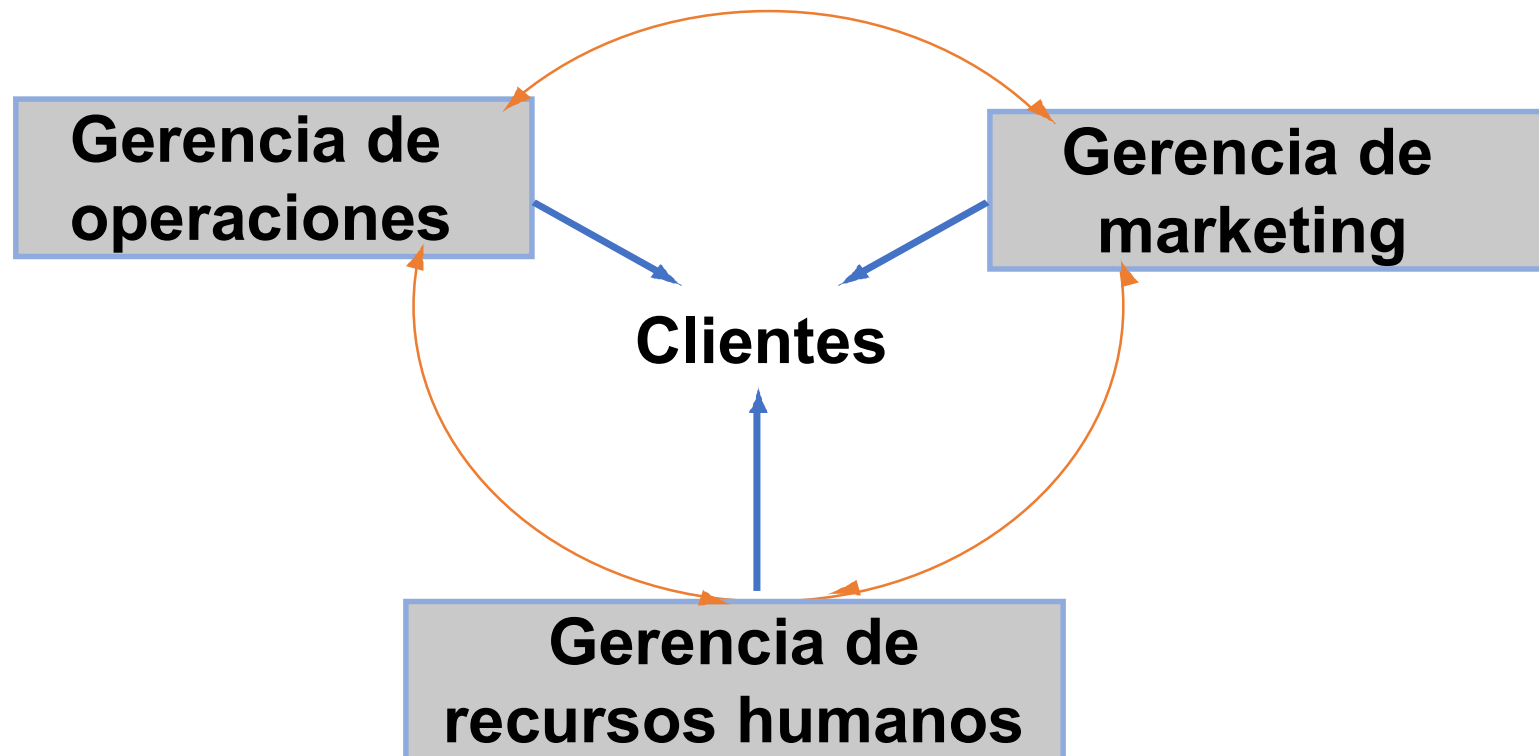 Gerencia de
operaciones
Gerencia de
marketing
Clientes
Gerencia de
recursos humanos